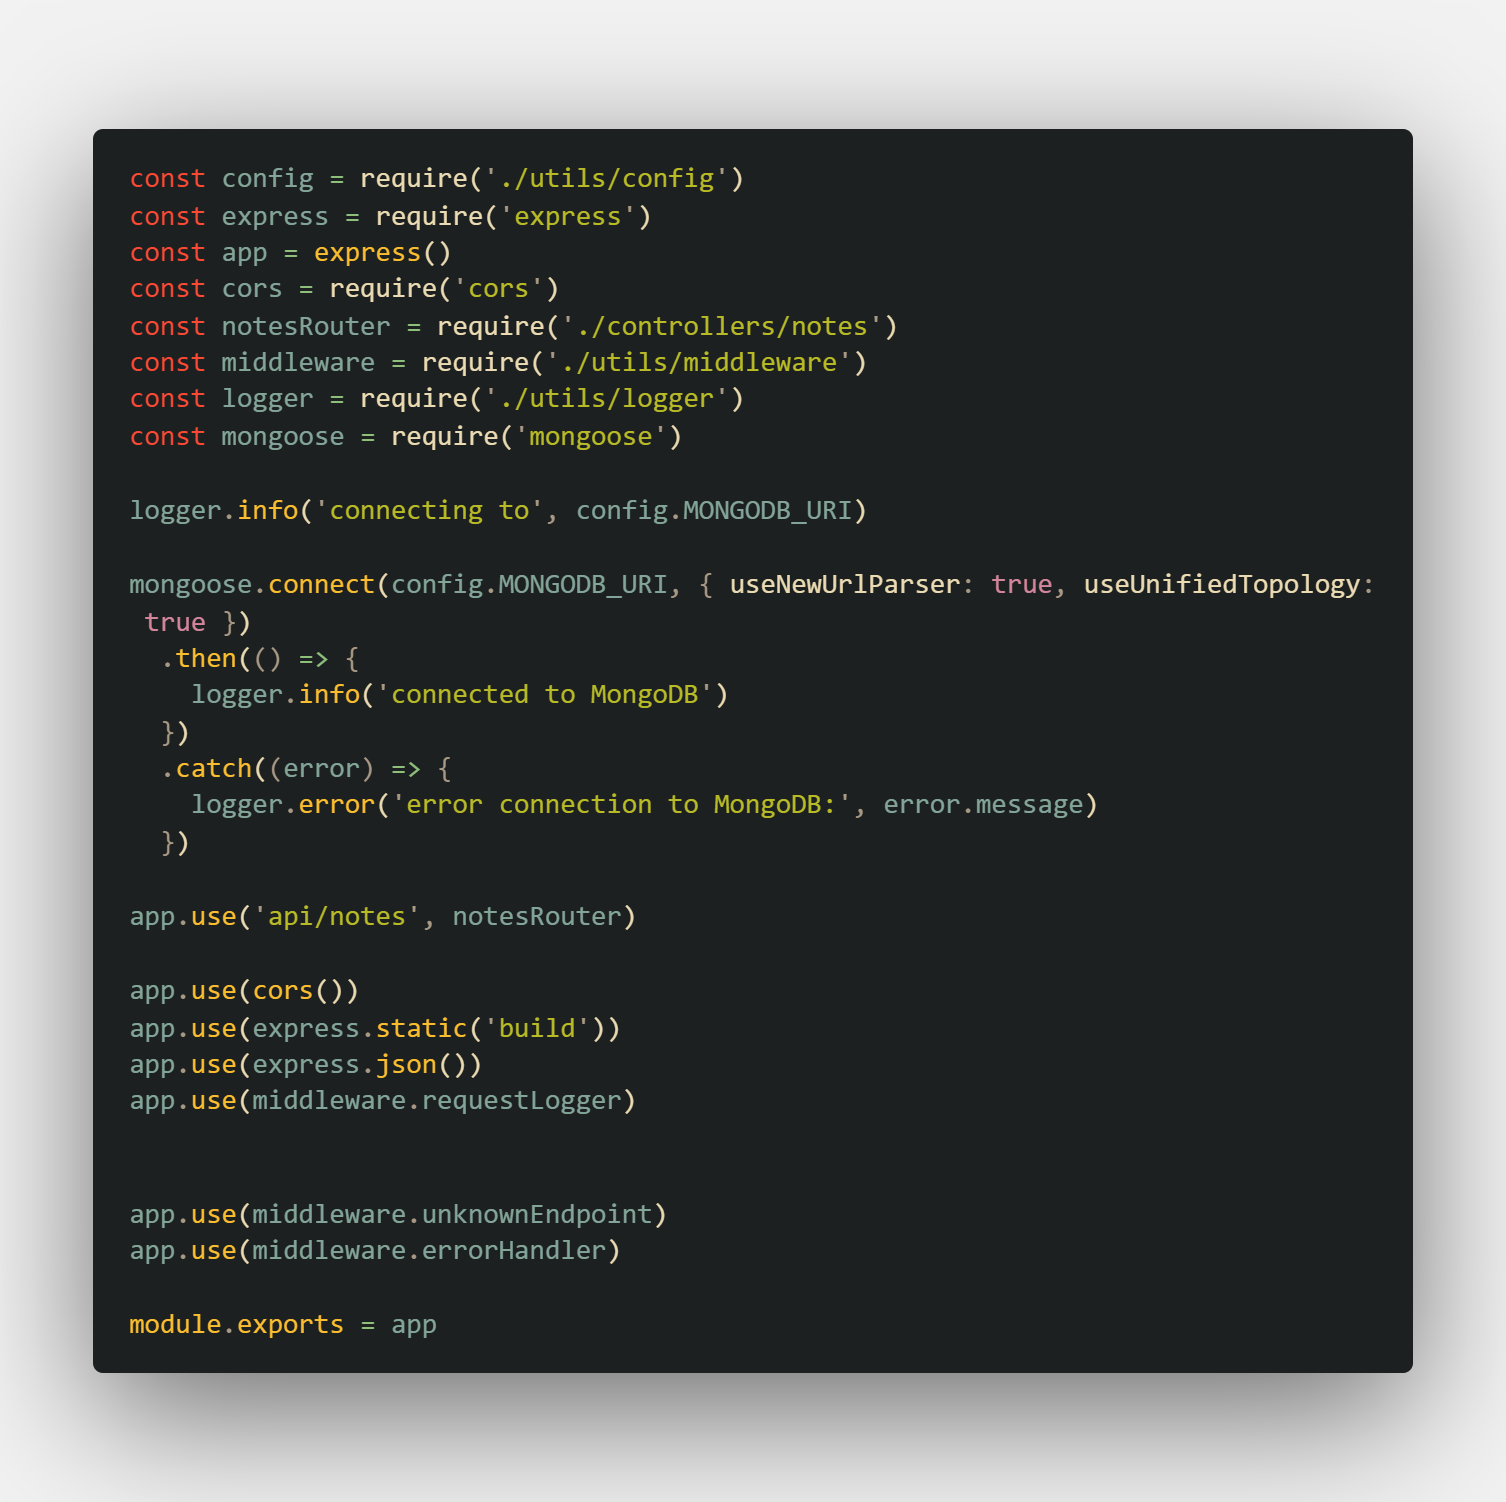 const config = require('./utils/config')
const express = require('express')
const app = express()
const cors = require('cors')
const notesRouter = require('./controllers/notes')
const middleware = require('./utils/middleware')
const logger = require('./utils/logger')
const mongoose = require('mongoose')

logger.info('connecting to', config.MONGODB_URI)

mongoose.connect(config.MONGODB_URI, { useNewUrlParser: true, useUnifiedTopology:
 true })
  .then(() => {
    logger.info('connected to MongoDB')
  })
  .catch((error) => {
    logger.error('error connection to MongoDB:', error.message)
  })

app.use('api/notes', notesRouter)

app.use(cors())
app.use(express.static('build'))
app.use(express.json())
app.use(middleware.requestLogger)


app.use(middleware.unknownEndpoint)
app.use(middleware.errorHandler)

module.exports = app